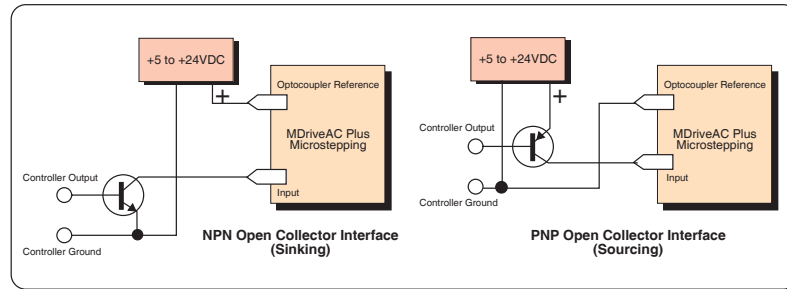 +5 to +24VDC
+
Optocoupler Reference
MDriveAC Plus
Microstepping
Controller Output
Input
Controller Ground
NPN Open Collector Interface
(Sinking)
+5 to +24VDC
+
Optocoupler Reference
Controller Output
MDriveAC Plus
Microstepping
Input
Controller Ground
PNP Open Collector Interface
(Sourcing)